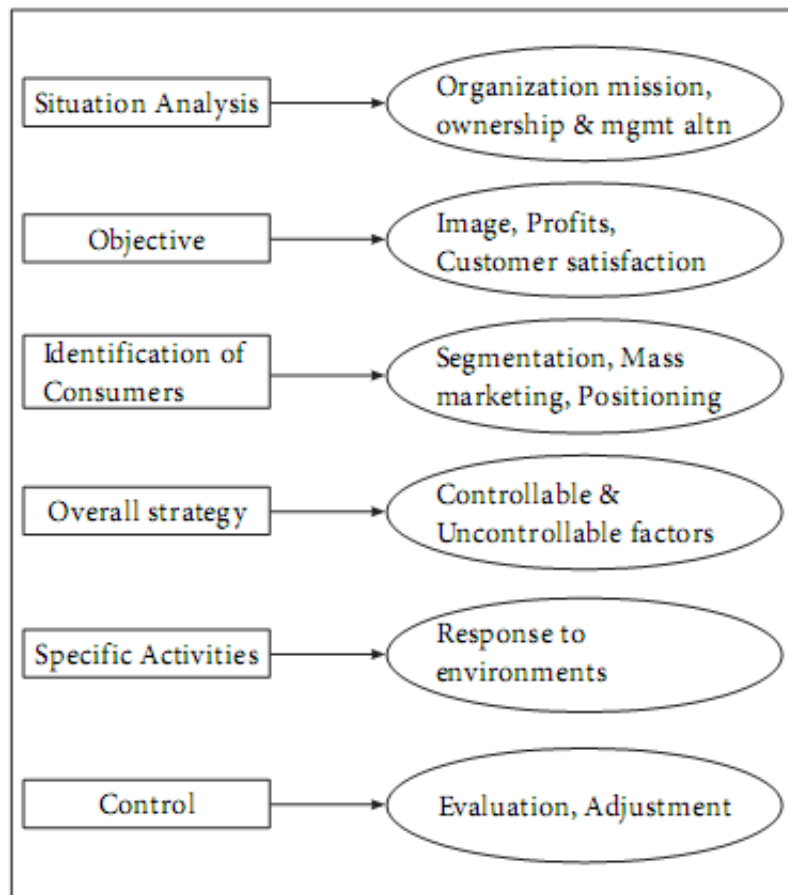 Situation Analysis
Organization mission,
ownership & mgmt altn
Objective
Image, Profits,
Customer satisfaction
Identification of
Consumers
Segmentation, Mass
marketing, Positioning
Overall strategy
Controllable &
Uncontrollable factors
Specific Activities
Response to
environments
Control
Evaluation, Adjustment